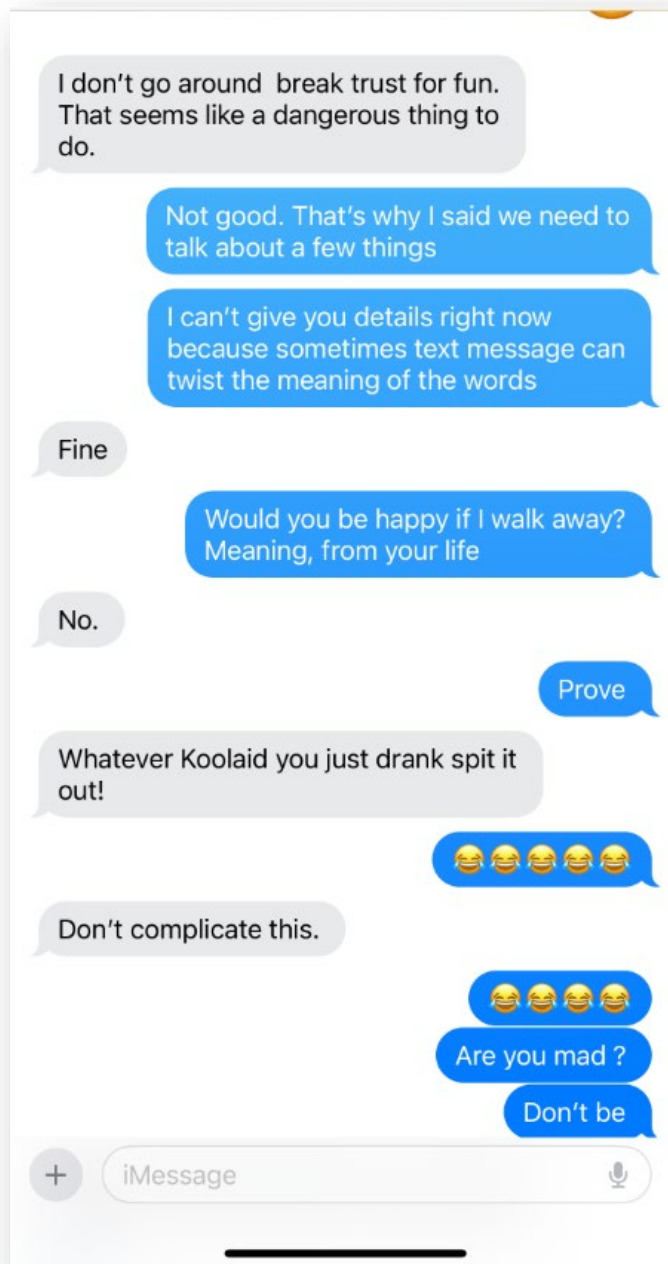 I don't go around  break trust for fun.
That seems like a dangerous thing to
do.
Not good. That's why I said we need to
talk about a few things
I can't give you details right now
because sometimes text message can
twist the meaning of the words
Fine
Would you be happy if I walk away?
Meaning, from your life
No.
Prove
Whatever Koolaid you just drank spit it
out!
😂😂😂😂😂
Don't complicate this.
😂😂😂😂
Are you mad ?
Don't be
+ iMessage